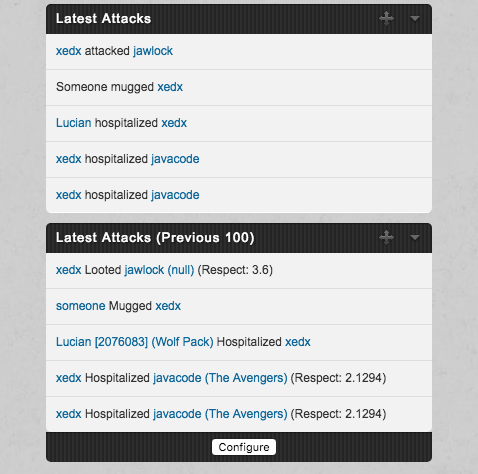 Latest Attacks
xedx attacked jawlock
Someone mugged xedx
Lucian hospitalized xedx
xedx hospitalized javacode
xedx hospitalized javacode
Latest Attacks (Previous 100)
xedx Looted jawlock (null) (Respect: 3.6)
someone Mugged xedx
Lucian [2076083] (Wolf Pack) Hospitalized xedx
xedx Hospitalized javacode (The Avengers) (Respect: 2.1294)
xedx Hospitalized javacode (The Avengers) (Respect: 2.1294)
Configure